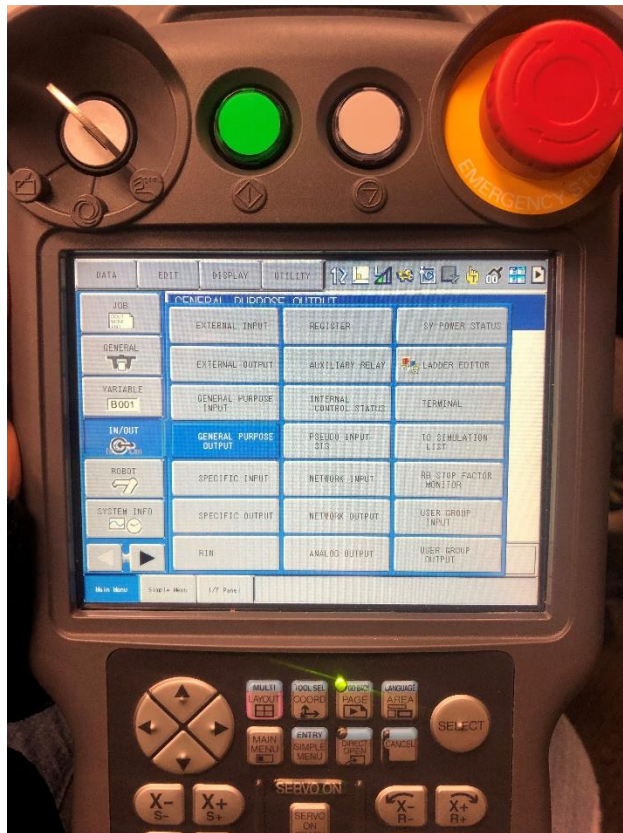 EMERGENCY STOP
DATA
EDIT
DISPLAY
UTILITY
GENERAL PURPOSE OUTPUT
JOB
GENERAL
VARIABLE
B001
IN/OUT
ROBOT
SYSTEM INFO
EXTERNAL INPUT
EXTERNAL OUTPUT
GENERAL PURPOSE
INPUT
GENERAL PURPOSE
OUTPUT
SPECIFIC INPUT
SPECIFIC OUTPUT
RIN
REGISTER
AUXILIARY RELAY
INTERNAL
CONTROL STATUS
PSEUDO INPUT
SIG
NETWORK INPUT
NETWORK OUTPUT
ANALOG OUTPUT
SV POWER STATUS
LADDER EDITOR
TERMINAL
TO SIMULATION
LIST
RB STOP FACTOR
MONITOR
USER GROUP
INPUT
USER GROUP
OUTPUT
Main Menu
Simple Menu
I/F Panel
MULTI
LAYOUT
TOOL SEL
COORD
GO BACK
PAGE
LANGUAGE
AREA
SELECT
MAIN
MENU
ENTRY
SIMPLE
MENU
DIRECT
OPEN
CANCEL
SERVO ON
X-
S-
X+
S+
SERVO
ON
X-
R-
X+
R+